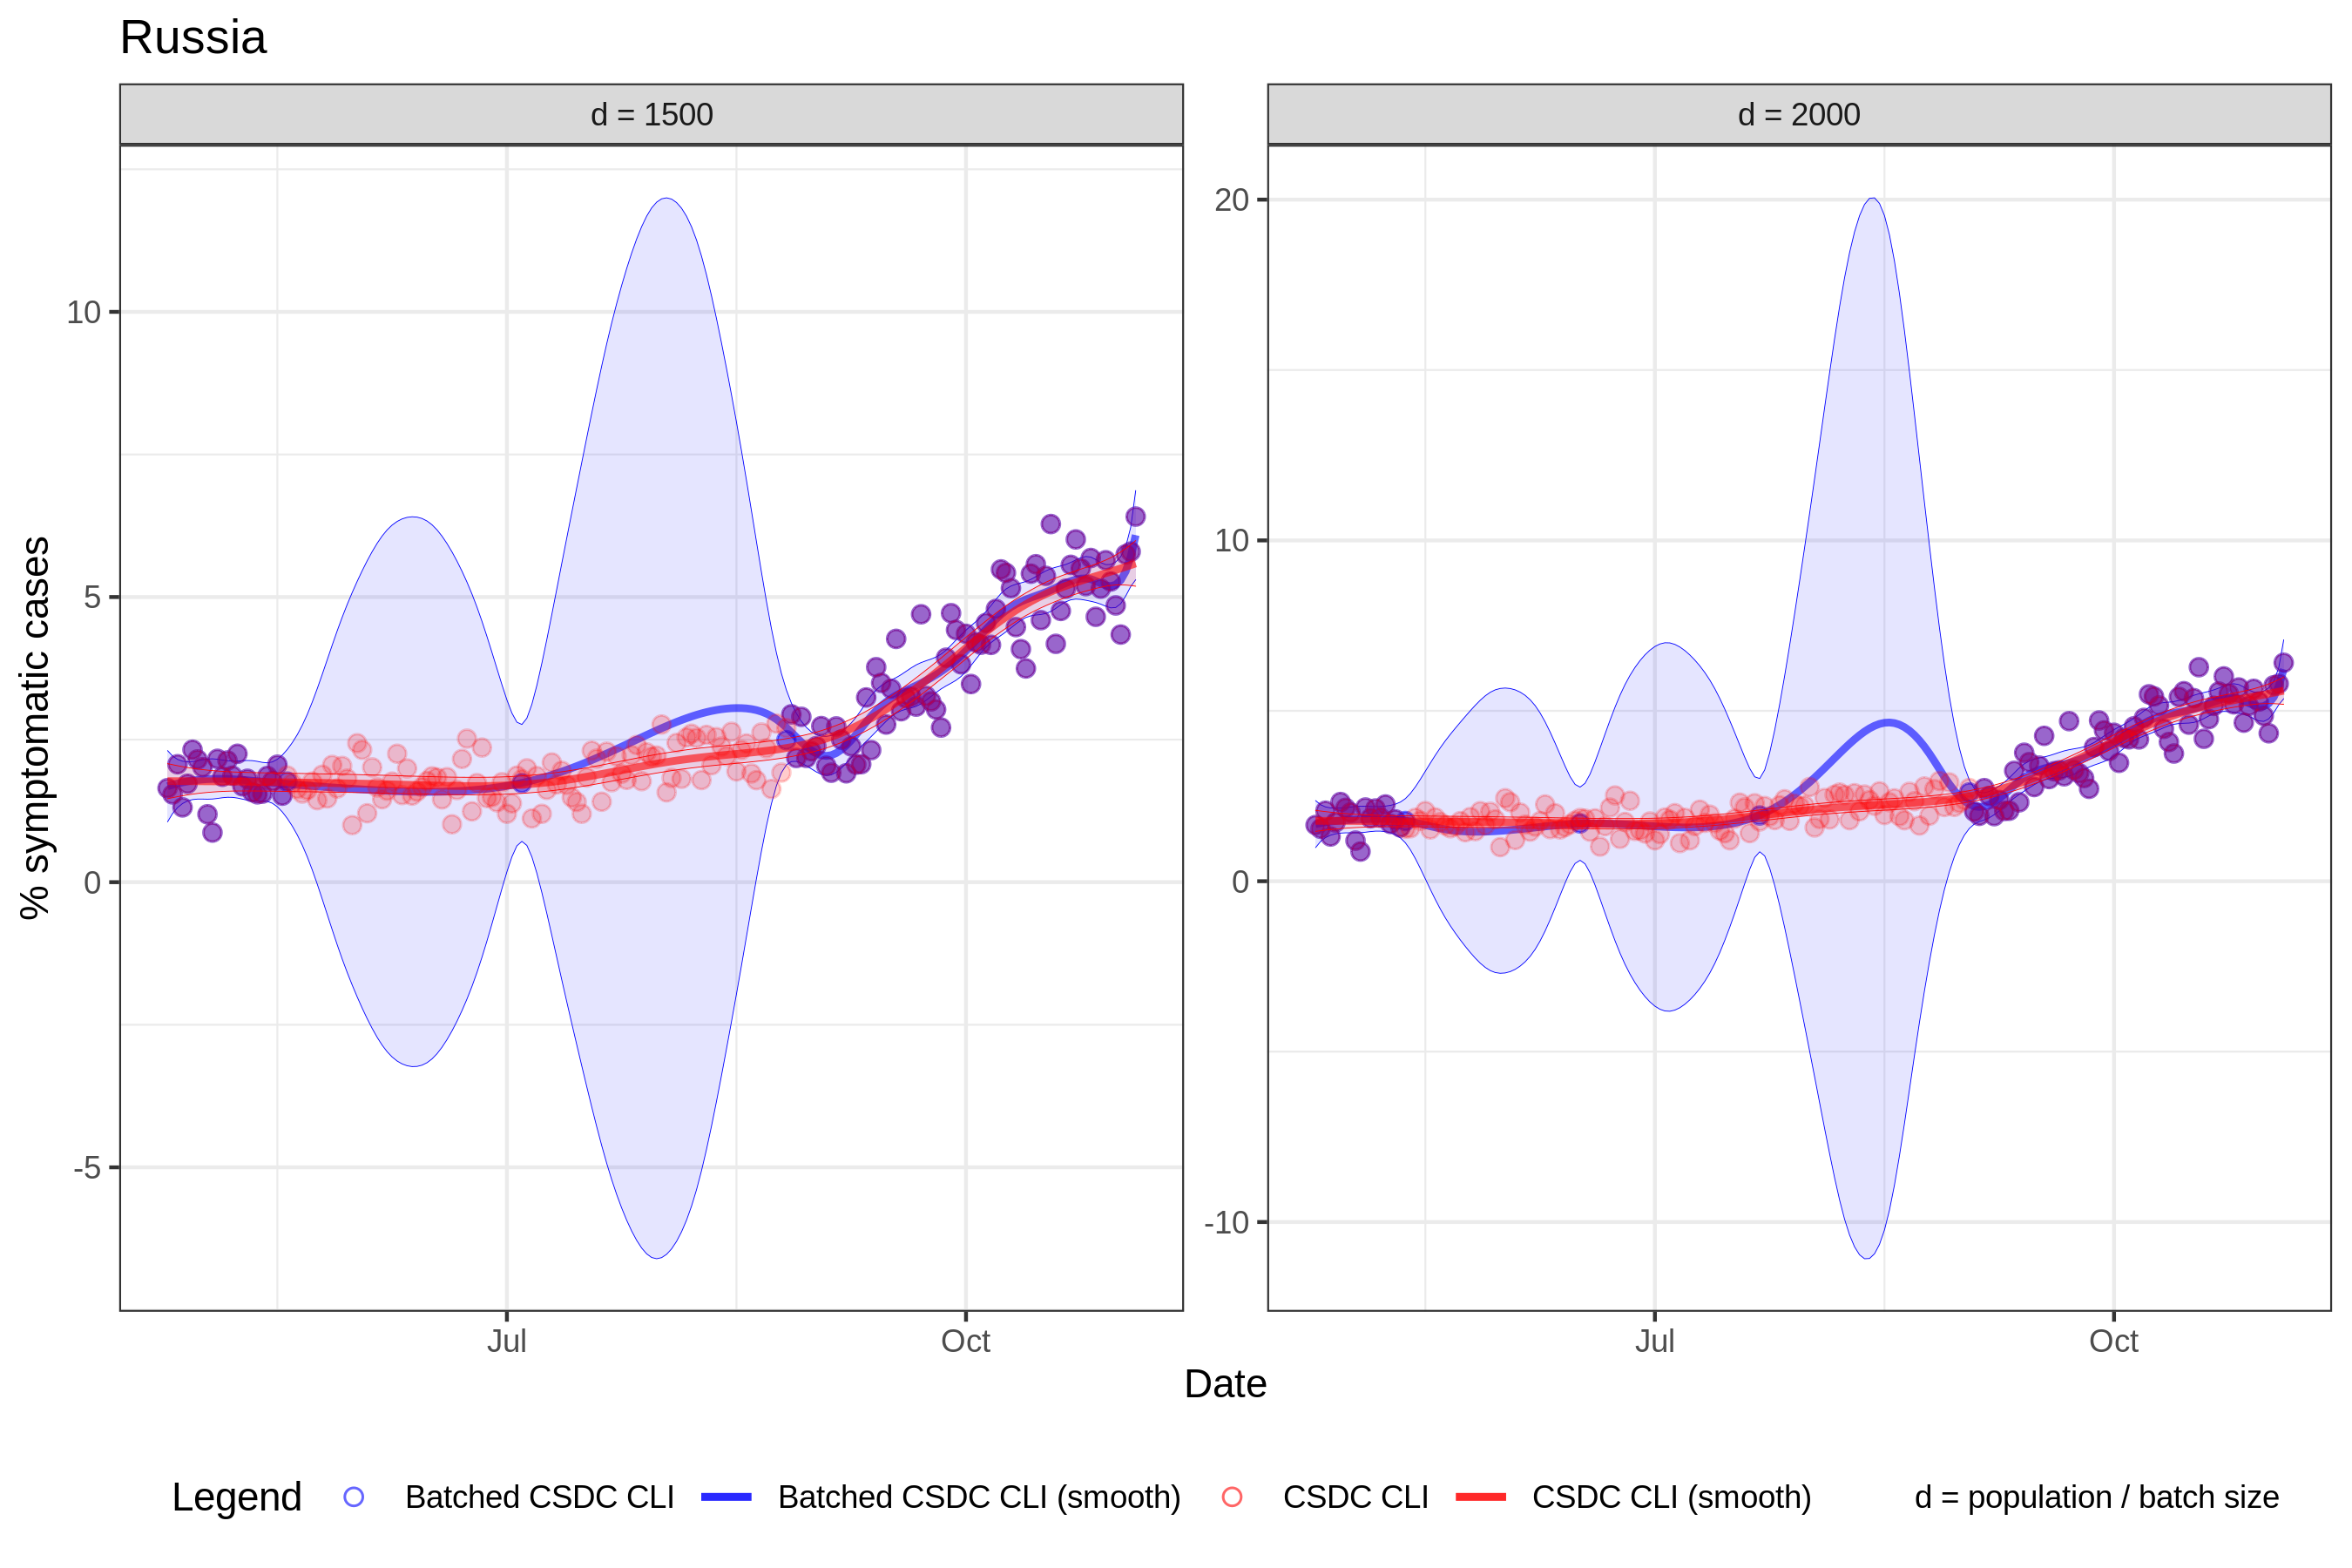 Russia
d = 1500
d = 2000
% symptomatic cases
10
5
0
-5
20
10
0
-10
Jul
Oct
Jul
Oct
Date
Legend
Batched CSDC CLI
Batched CSDC CLI (smooth)
CSDC CLI
CSDC CLI (smooth)
d = population / batch size